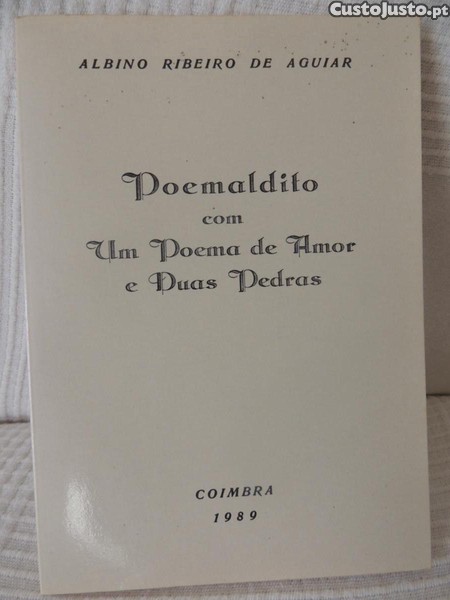 CustoJusto.pt
ALBINO RIBEIRO DE AGUIAR
Poemaldito
com
Um Poema de Amor
e Duas Pedras
COIMBRA
1989